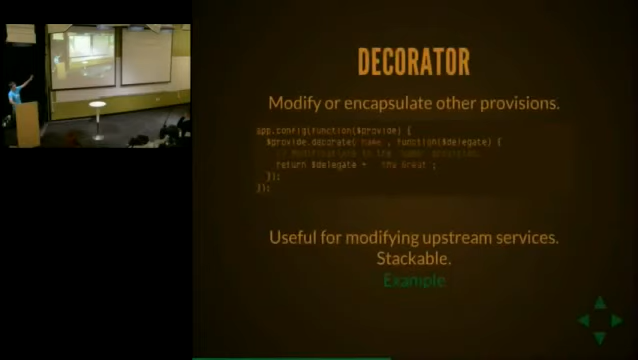 DECORATOR
Modify or encapsulate other provisions.
app.config(function($provide) {
$provide.decorate('name', function($delegate) {
return $delegate +
});
});
Useful for modifying upstream services.
Stackable.
Example